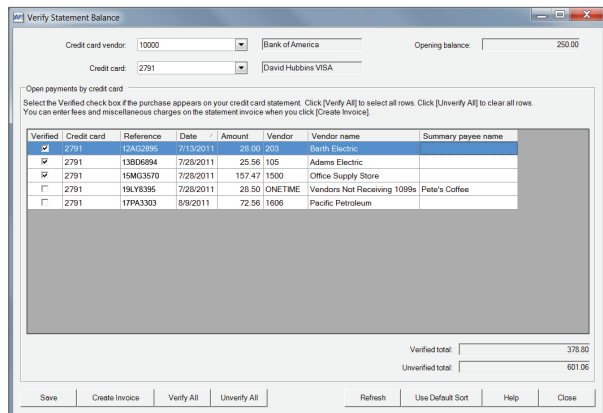 AP Verify Statement Balance
Credit card vendor: 10000 Bank of America Opening balance: 250.00
Credit card: 2791 David Hubbins VISA
Open payments by credit card
Select the Verified check box if the purchase appears on your credit card statement. Click [Verify All] to select all rows. Click [Unverify All] to clear all rows.
You can enter fees and miscellaneous charges on the statement invoice when you click [Create Invoice].
Verified Credit card Reference Date Amount Vendor Vendor name Summary payee name
2791 12AG2895 7/13/2011 28.00 203 Barth Electric
2791 13BD6894 7/28/2011 25.56 105 Adams Electric
2791 15MG3570 7/28/2011 157.47 1500 Office Supply Store
2791 19LY8395 7/28/2011 28.50 ONETIME Vendors Not Receiving 1099s Pete's Coffee
2791 17PA3303 8/9/2011 72.56 1606 Pacific Petroleum
Verified total: 378.80
Unverified total: 601.06
Save Create Invoice Verify All Unverify All Refresh Use Default Sort Help Close